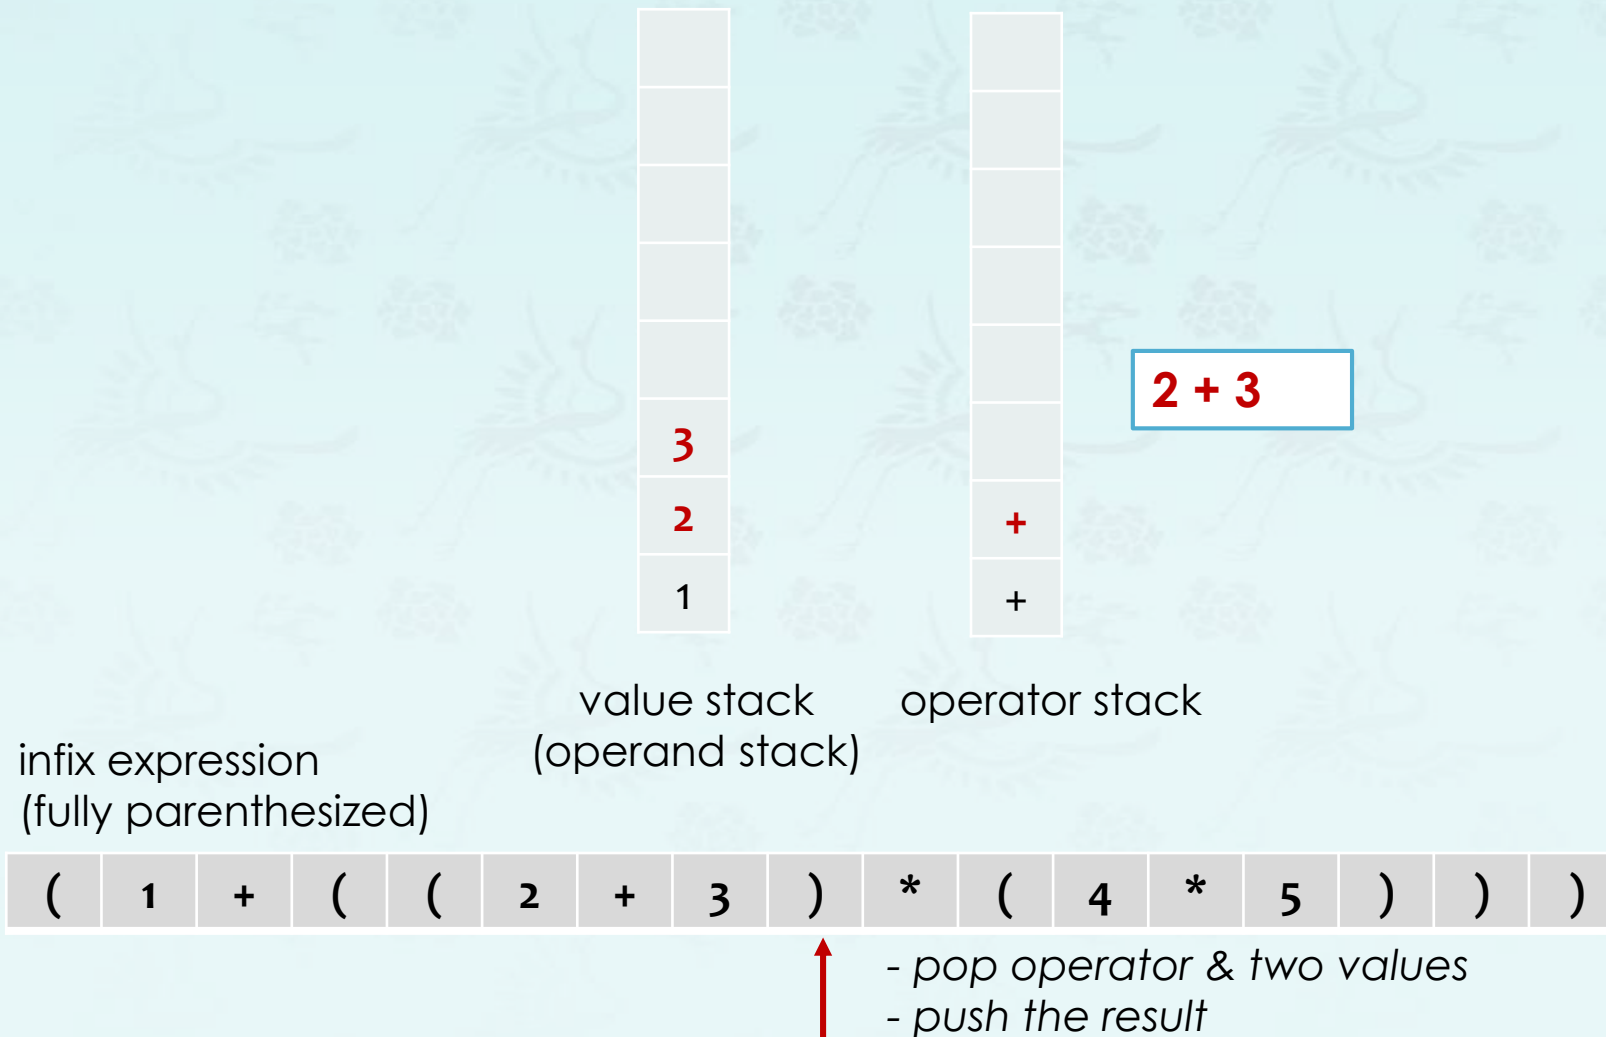 2 + 3
3
2
+
1
+
value stack
(operand stack)
operator stack
infix expression
(fully parenthesized)
( 1 + ( ( 2 + 3 ) * ( 4 * 5 ) ) )
- pop operator & two values
- push the result